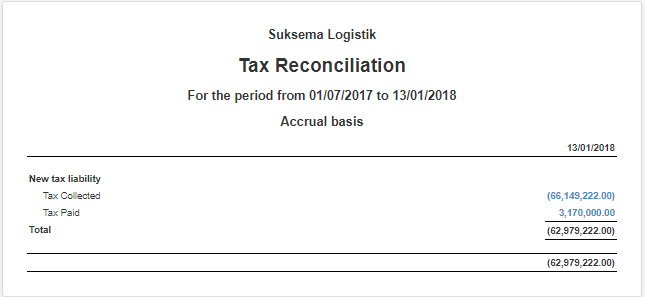 Suksema Logistik
Tax Reconciliation
For the period from 01/07/2017 to 13/01/2018
Accrual basis
13/01/2018
New tax liability
Tax Collected (66,149,222.00)
Tax Paid 3,170,000.00
Total (62,979,222.00)
(62,979,222.00)